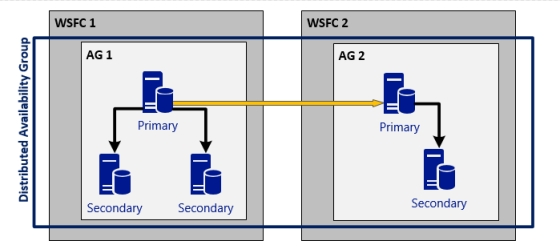 WSFC 1
WSFC 2
Distributed Availability Group
AG 1
AG 2
Primary
Primary
Secondary
Secondary
Secondary